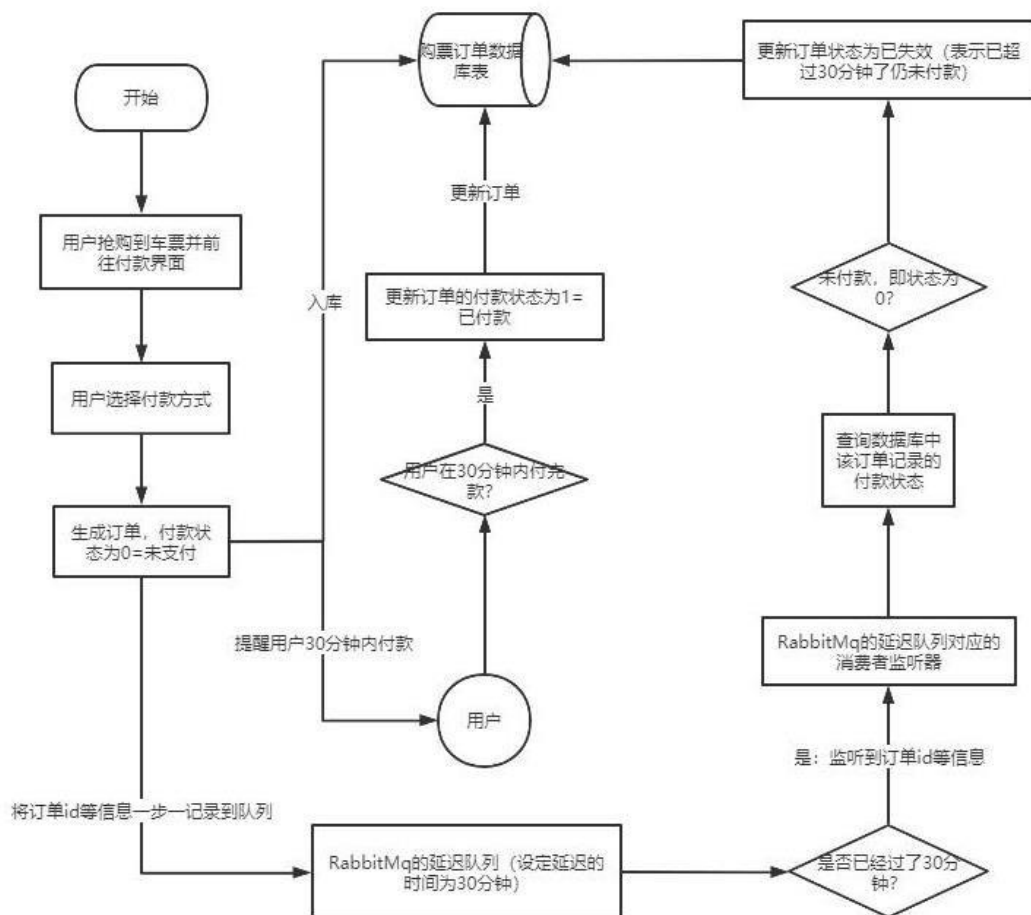 开始
用户抢购到车票并前
往付款界面
用户选择付款方式
生成订单，付款状
态为0=未支付
将订单id等信息一步一记录到队列
入库
提醒用户30分钟内付款
购票订单数据
库表
更新订单
更新订单的付款状态为1=
已付款
是
用户在30分钟内付完
款？
用户
RabbitMq的延迟队列（设定延迟的
时间为30分钟）
更新订单状态为已失效（表示已超
过30分钟了仍未付款）
未付款，即状态为
0？
查询数据库中
该订单记录的
付款状态
RabbitMq的延迟队列对应的
消费者监听器
是：监听到订单id等信息
是否已经过了30分
钟？